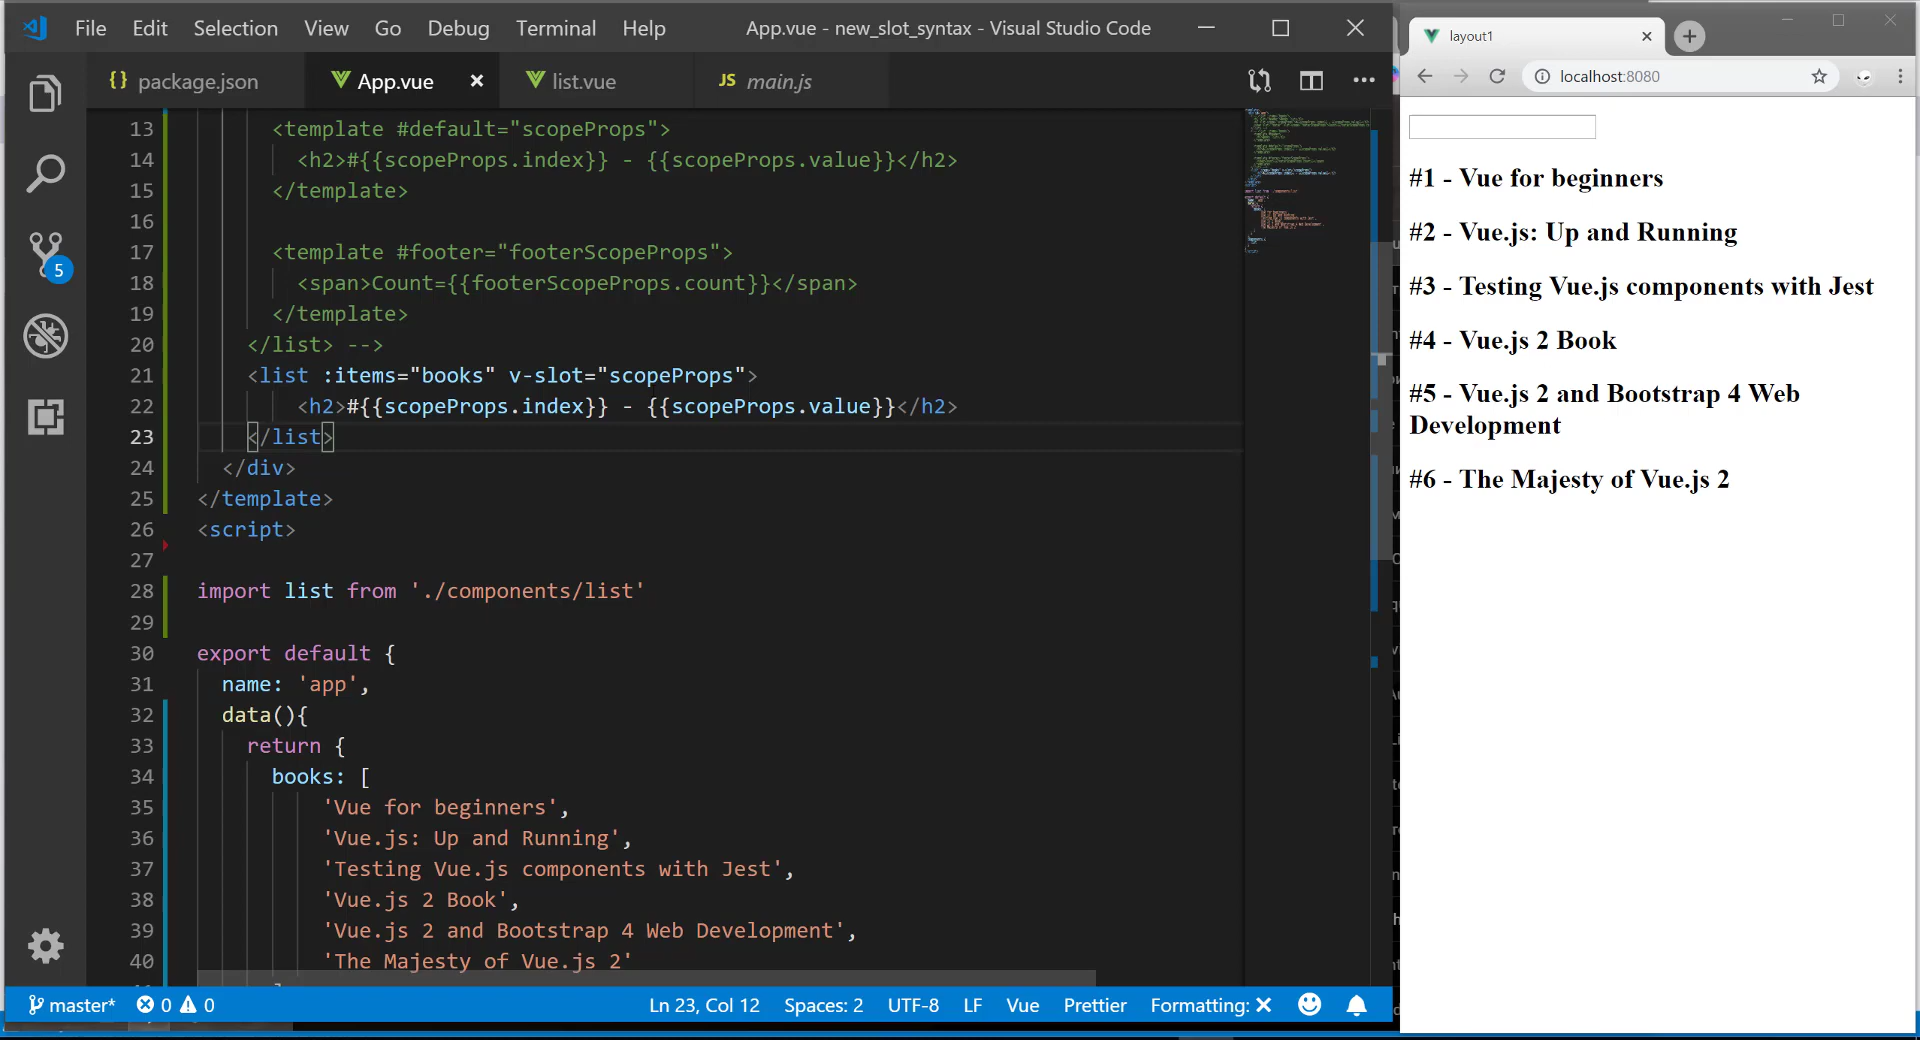 File Edit Selection View Go Debug Terminal Help App.vue - new_slot_syntax - Visual Studio Code
{} package.json App.vue × list.vue JS main.js
13 <template #default="scopeProps">
14 <h2>#{{scopeProps.index}} - {{scopeProps.value}}</h2>
15 </template>
16
17 <template #footer="footerScopeProps">
18 <span>Count={{footerScopeProps.count}}</span>
19 </template>
20 </list> -->
21 <list :items="books" v-slot="scopeProps">
22 <h2>#{{scopeProps.index}} - {{scopeProps.value}}</h2>
23 </list>
24 </div>
25 </template>
26 <script>
27
28 import list from './components/list'
29
30 export default {
31 name: 'app',
32 data(){
33 return {
34 books: [
35 'Vue for beginners',
36 'Vue.js: Up and Running',
37 'Testing Vue.js components with Jest',
38 'Vue.js 2 Book',
39 'Vue.js 2 and Bootstrap 4 Web Development',
40 'The Majesty of Vue.js 2'
5
master* 0 0 Ln 23, Col 12 Spaces: 2 UTF-8 LF Vue Prettier Formatting: ✕
layout1
localhost:8080
#1 - Vue for beginners
#2 - Vue.js: Up and Running
#3 - Testing Vue.js components with Jest
#4 - Vue.js 2 Book
#5 - Vue.js 2 and Bootstrap 4 Web
Development
#6 - The Majesty of Vue.js 2